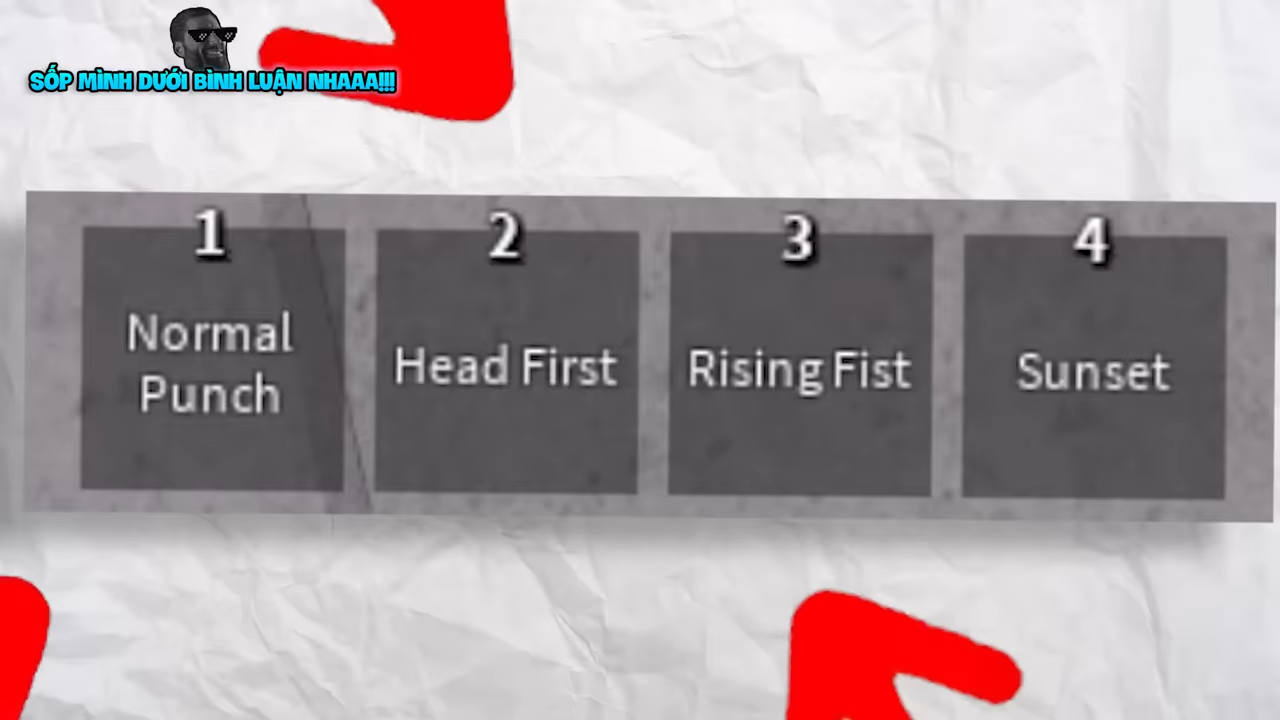 SỐP MÌNH DƯỚI BÌNH LUẬN NHAAA!!!
1
Normal
Punch
2
Head First
3
Rising Fist
4
Sunset